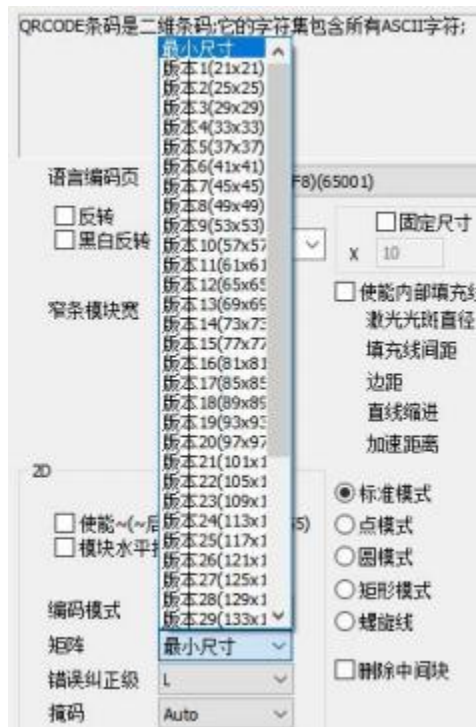 QRCODE条码是二维条码;它的字符集包含所有ASCII字符;
最小尺寸
版本1(21x21)
版本2(25x25)
版本3(29x29)
版本4(33x33)
版本5(37x37)
版本6(41x41)
版本7(45x45)
版本8(49x49)
版本9(53x53)
版本10(57x57
版本11(61x61
版本12(65x65
版本13(69x69
版本14(73x73
版本15(77x77
版本16(81x81
版本17(85x85
版本18(89x89
版本19(93x93
版本20(97x97
版本21(101x1
版本22(105x1
版本23(109x1
版本24(113x1
版本25(117x1
版本26(121x1
版本27(125x1
版本28(129x1
版本29(133x1
语言编码页
F8)(65001)
反转
黑白反转
固定尺寸
x 10
窄条模块宽
使能内部填充
激光光斑直径
填充线间距
边距
直线缩进
加速距离
2D
使能~(~
5)
模块水平
标准模式
点模式
圆模式
矩形模式
螺旋线
编码模式
矩阵 最小尺寸
删除中间块
错误纠正级 L
掩码 Auto